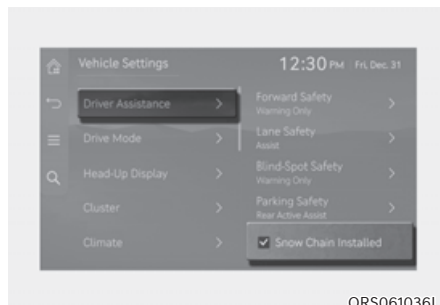 Vehicle Settings
12:30 PM Fri, Dec. 31
Driver Assistance
Drive Mode
Head-Up Display
Cluster
Climate
Forward Safety
Warning Only
Lane Safety
Assist
Blind-Spot Safety
Warning Only
Parking Safety
Rear Active Assist
Snow Chain Installed